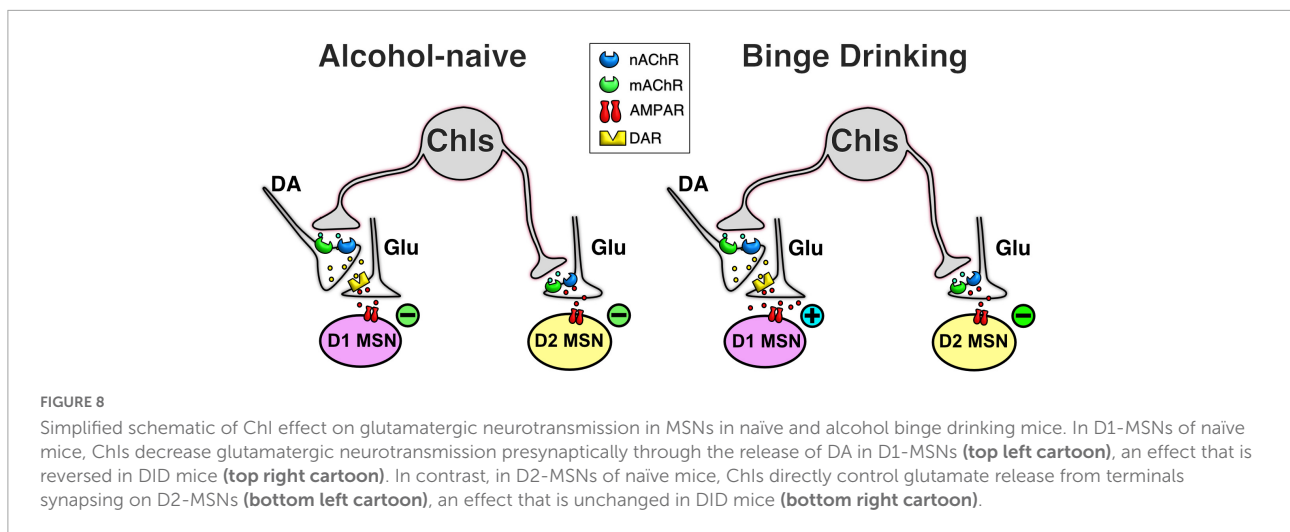 Alcohol-naive
Binge Drinking
nAChR
mAChR
AMPAR
DAR
ChIs
DA
Glu
Glu
D1 MSN
−
D2 MSN
−
ChIs
DA
Glu
Glu
D1 MSN
+
D2 MSN
−
FIGURE 8
Simplified schematic of ChI effect on glutamatergic neurotransmission in MSNs in naïve and alcohol binge drinking mice. In D1-MSNs of naïve
mice, ChIs decrease glutamatergic neurotransmission presynaptically through the release of DA in D1-MSNs (top left cartoon), an effect that is
reversed in DID mice (top right cartoon). In contrast, in D2-MSNs of naïve mice, ChIs directly control glutamate release from terminals
synapsing on D2-MSNs (bottom left cartoon), an effect that is unchanged in DID mice (bottom right cartoon).